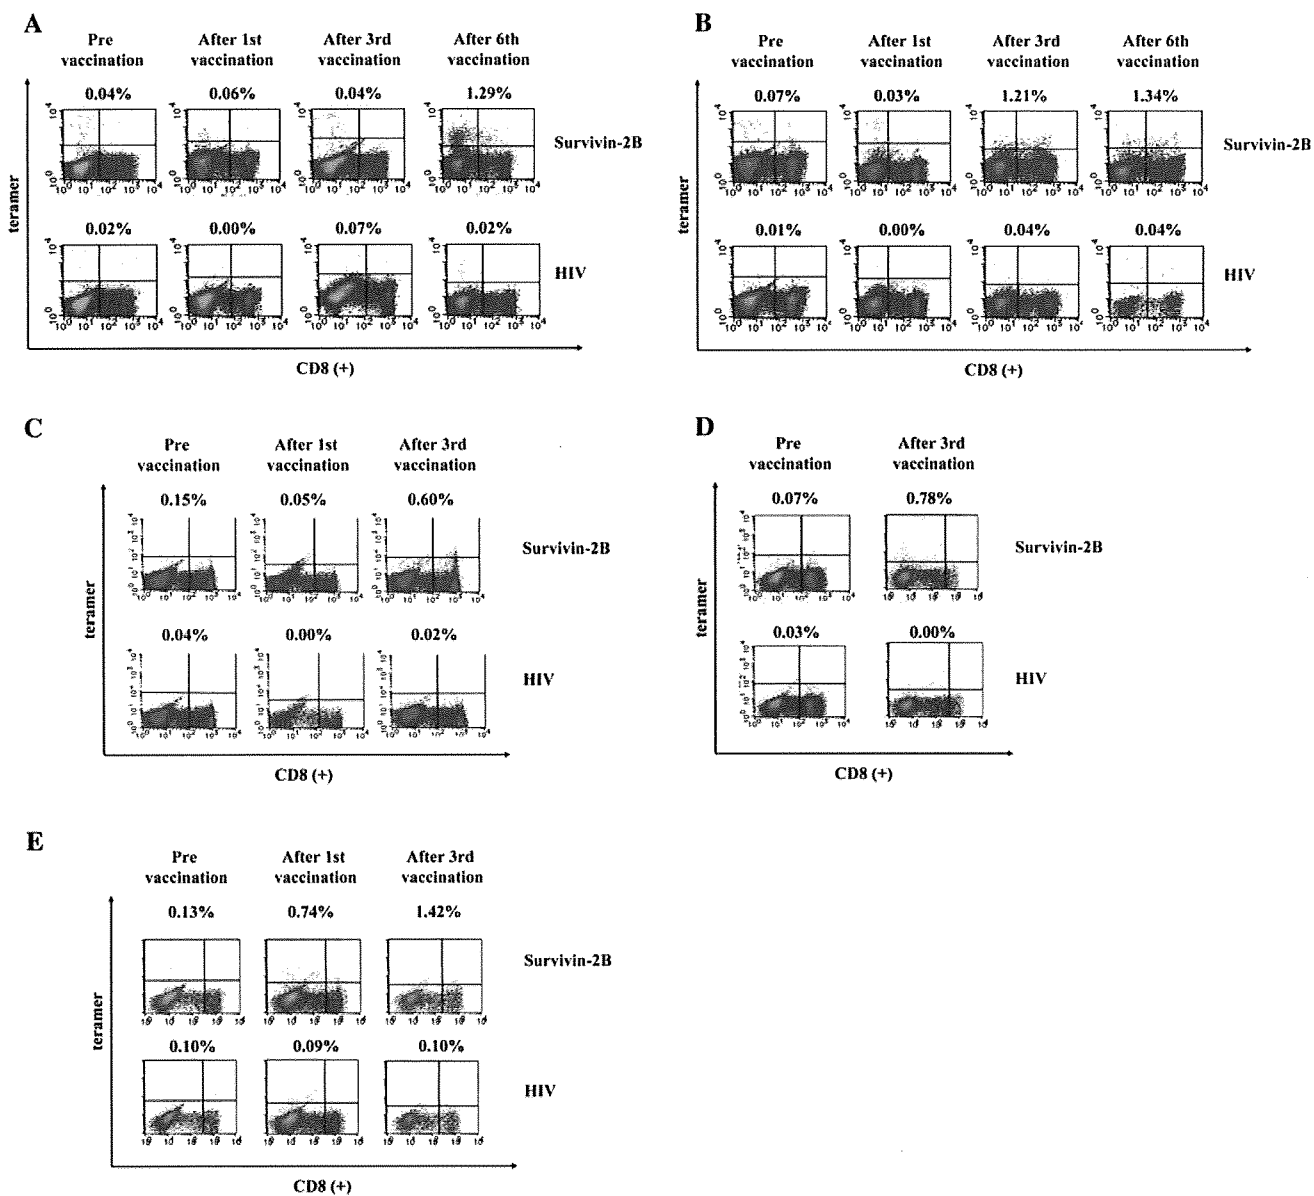 A
Pre vaccination
After 1st vaccination
After 3rd vaccination
After 6th vaccination
0.04% 0.06% 0.04% 1.29%
Survivin-2B
0.02% 0.00% 0.07% 0.02%
HIV
teramer
CD8 (+)
B
Pre vaccination
After 1st vaccination
After 3rd vaccination
After 6th vaccination
0.07% 0.03% 1.21% 1.34%
Survivin-2B
0.01% 0.00% 0.04% 0.04%
HIV
teramer
CD8 (+)
C
Pre vaccination
After 1st vaccination
After 3rd vaccination
0.15% 0.05% 0.60%
Survivin-2B
0.04% 0.00% 0.02%
HIV
teramer
CD8 (+)
D
Pre vaccination
After 3rd vaccination
0.07% 0.78%
Survivin-2B
0.03% 0.00%
HIV
teramer
CD8 (+)
E
Pre vaccination
After 1st vaccination
After 3rd vaccination
0.13% 0.74% 1.42%
Survivin-2B
0.10% 0.09% 0.10%
HIV
teramer
CD8 (+)